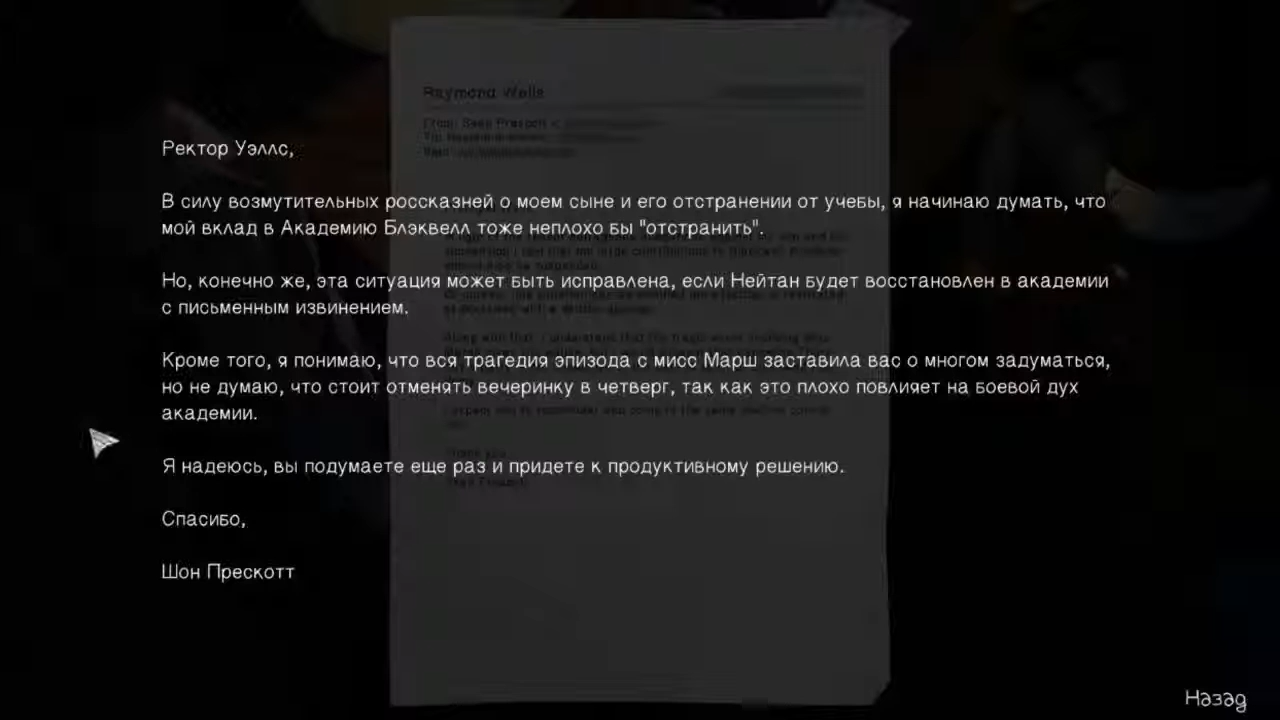 Raymond Wells
Ректор Уэллс,
В силу возмутительных россказней о моем сыне и его отстранении от учебы, я начинаю думать, что
мой вклад в Академию Блэквелл тоже неплохо бы "отстранить".
Но, конечно же, эта ситуация может быть исправлена, если Нейтан будет восстановлен в академии
с письменным извинением.
Кроме того, я понимаю, что вся трагедия эпизода с мисс Марш заставила вас о многом задуматься,
но не думаю, что стоит отменять вечеринку в четверг, так как это плохо повлияет на боевой дух
академии.
Я надеюсь, вы подумаете еще раз и придете к продуктивному решению.
Спасибо,
Шон Прескотт
Назад